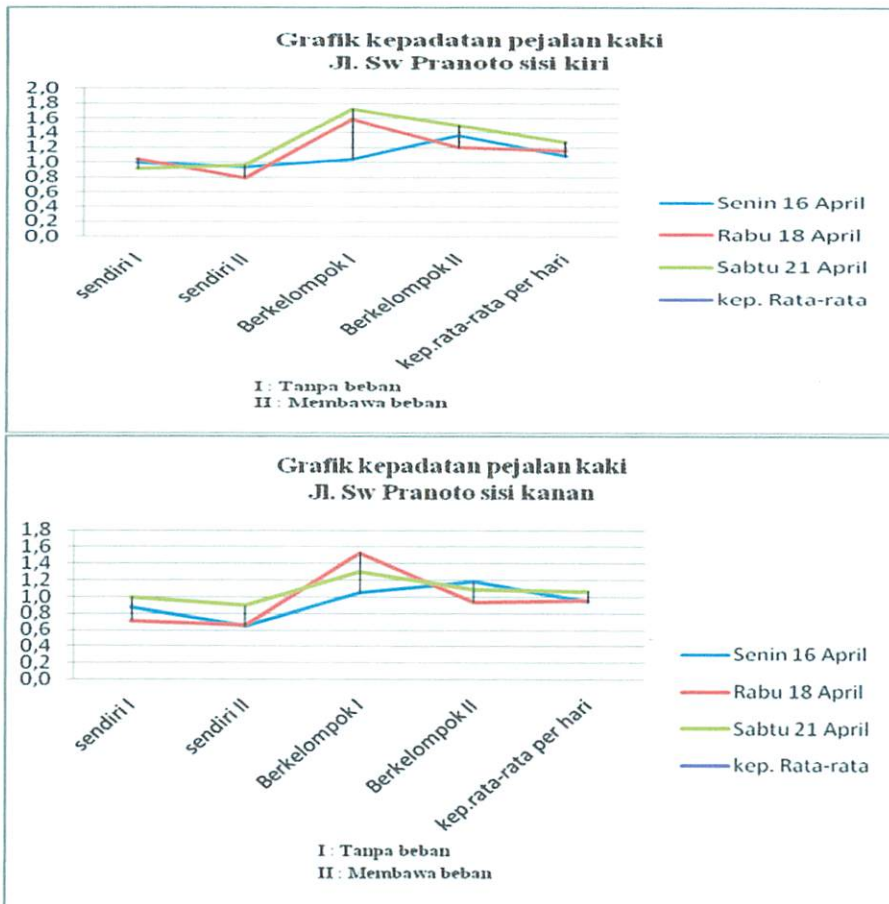 Grafik kepadatan pejalan kaki
Jl. Sw Pranoto sisi kiri
2,0
1,8
1,6
1,4
1,2
1,0
0,8
0,6
0,4
0,2
0,0
sendiri I
sendiri II
Berkelompok I
Berkelompok II
kep.rata-rata per hari
Senin 16 April
Rabu 18 April
Sabtu 21 April
kep. Rata-rata
I : Tanpa beban
II : Membawa beban
Grafik kepadatan pejalan kaki
Jl. Sw Pranoto sisi kanan
1,8
1,6
1,4
1,2
1,0
0,8
0,6
0,4
0,2
0,0
sendiri I
sendiri II
Berkelompok I
Berkelompok II
kep.rata-rata per hari
Senin 16 April
Rabu 18 April
Sabtu 21 April
kep. Rata-rata
I : Tanpa beban
II : Membawa beban